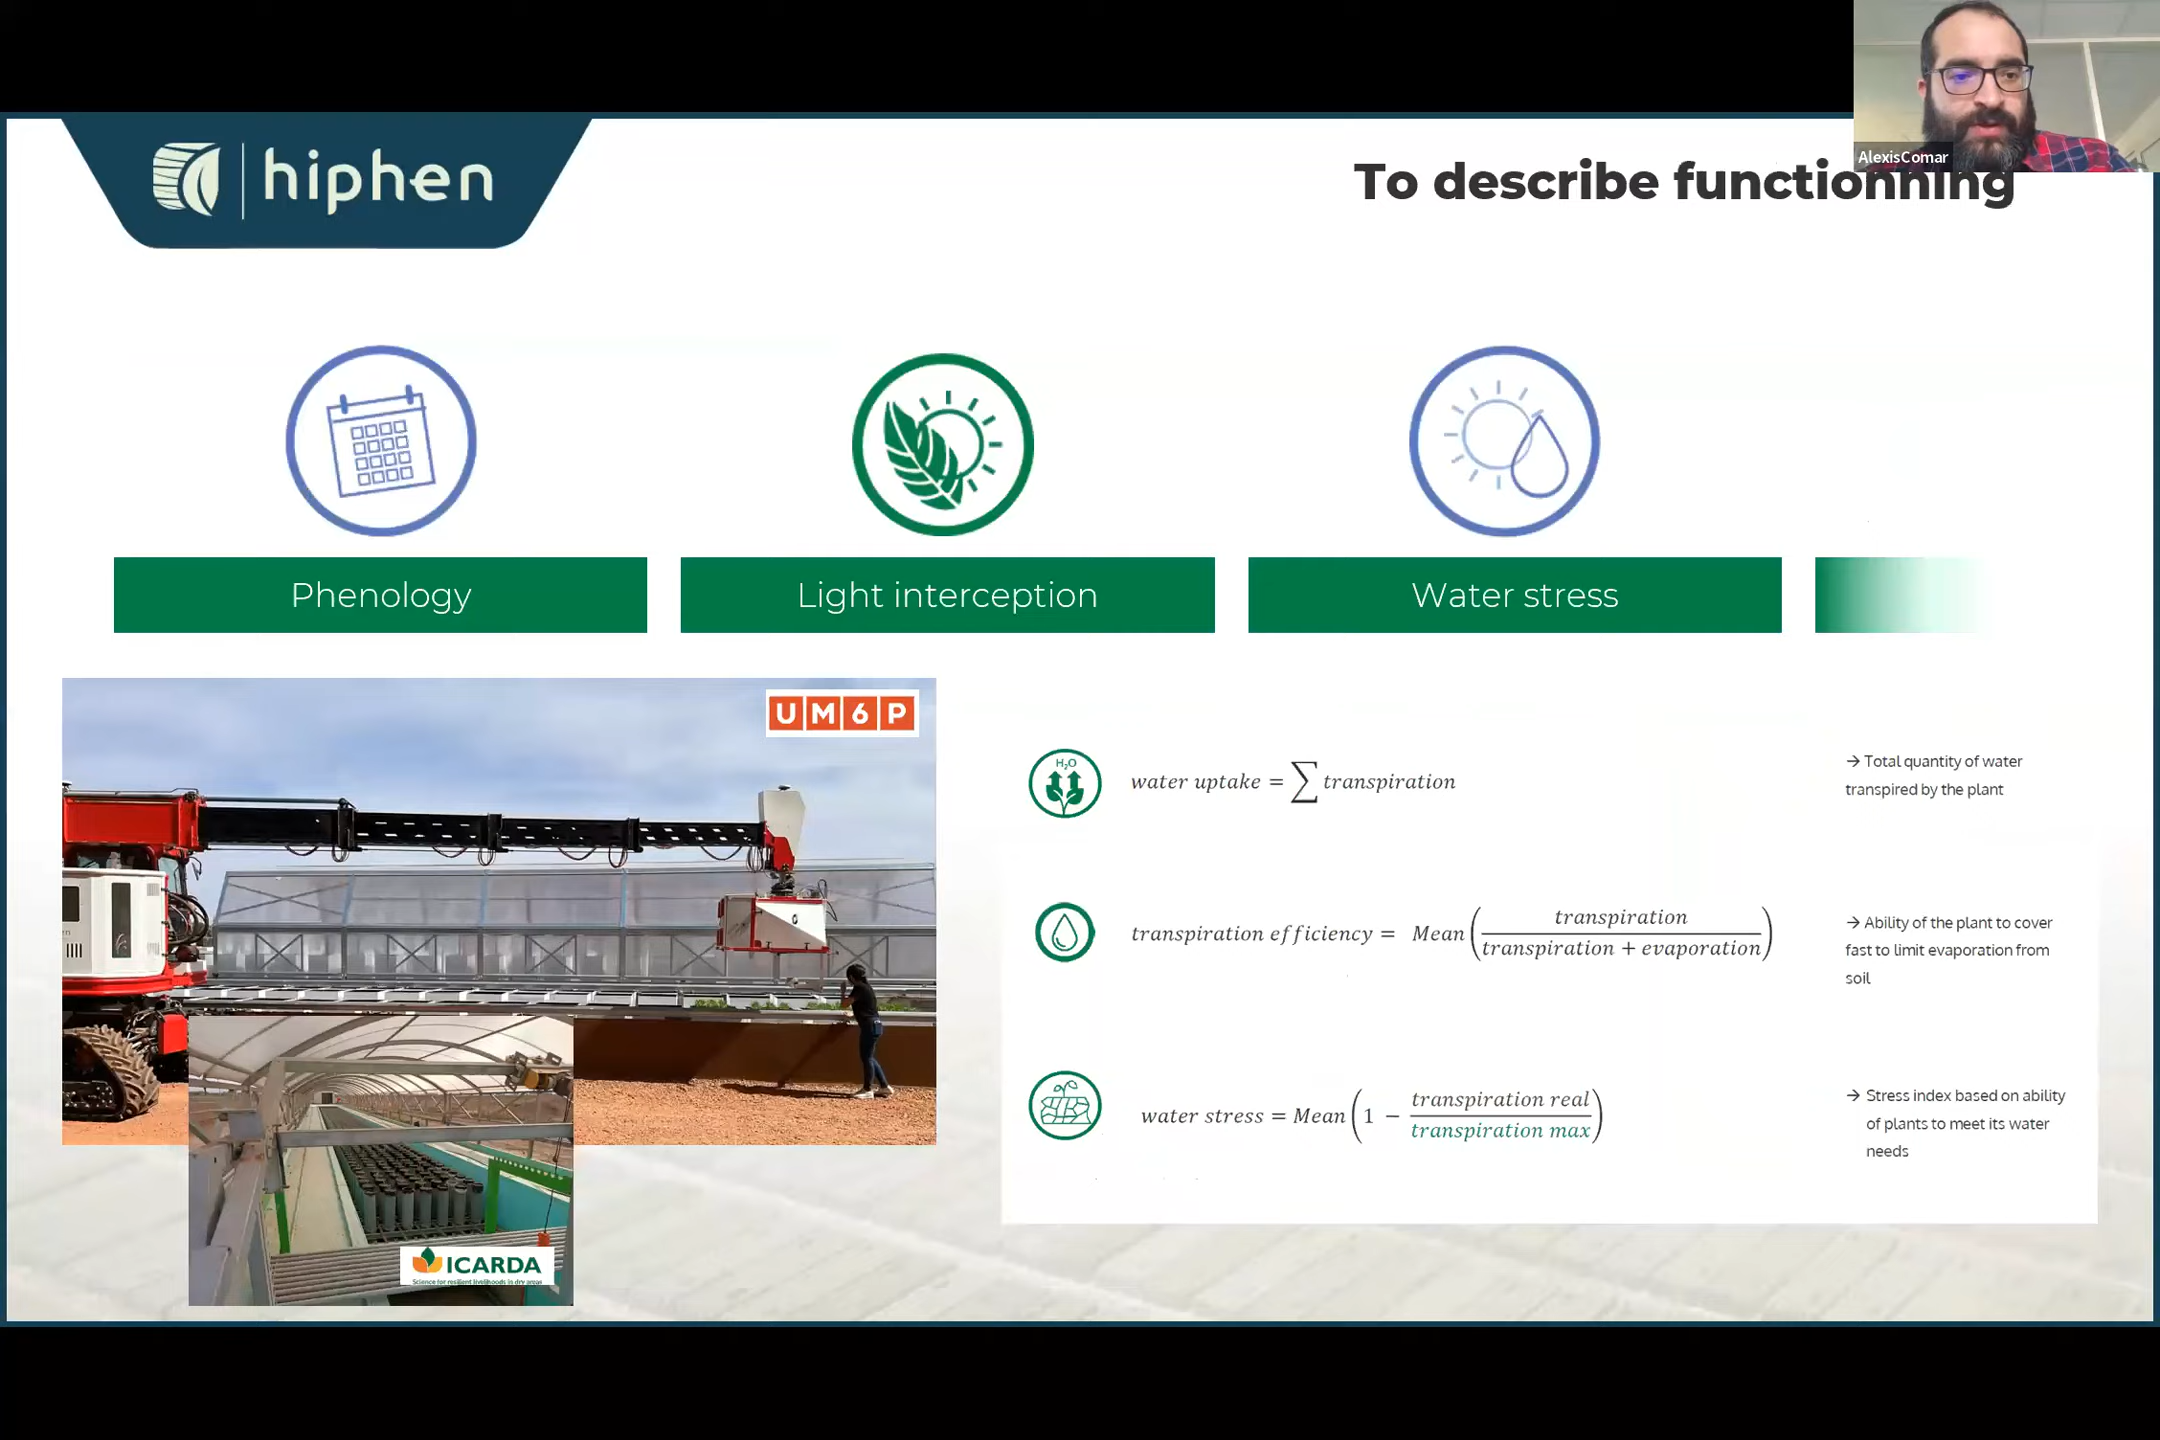 AlexisComar
hiphen
To describe functionning
Phenology
Light interception
Water stress
UM6P
ICARDA
Science for resilient livelihoods in dry areas
H₂O
water uptake = ∑ transpiration
→ Total quantity of water
transpired by the plant
transpiration efficiency = Mean(transpiration / transpiration + evaporation)
→ Ability of the plant to cover
fast to limit evaporation from
soil
water stress = Mean(1 − transpiration real / transpiration max)
→ Stress index based on ability
of plants to meet its water
needs